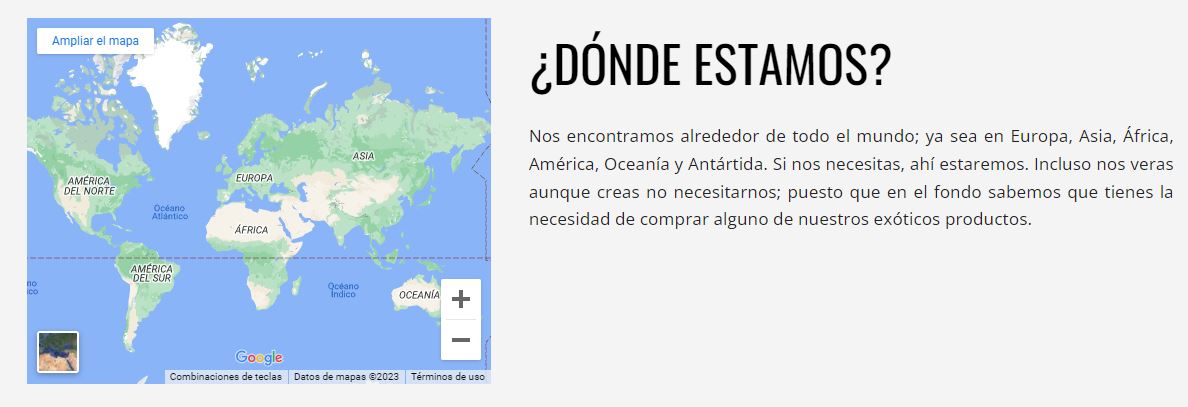 Ampliar el mapa
ASIA
EUROPA
AMÉRICA
DEL NORTE
Océano
Atlántico
ÁFRICA
AMÉRICA
DEL SUR
no
co
Océano
Índico
OCEANÍA
Google
Combinaciones de teclas
Datos de mapas ©2023
Términos de uso
¿DÓNDE ESTAMOS?
Nos encontramos alrededor de todo el mundo; ya sea en Europa, Asia, África,
América, Oceanía y Antártida. Si nos necesitas, ahí estaremos. Incluso nos veras
aunque creas no necesitarnos; puesto que en el fondo sabemos que tienes la
necesidad de comprar alguno de nuestros exóticos productos.